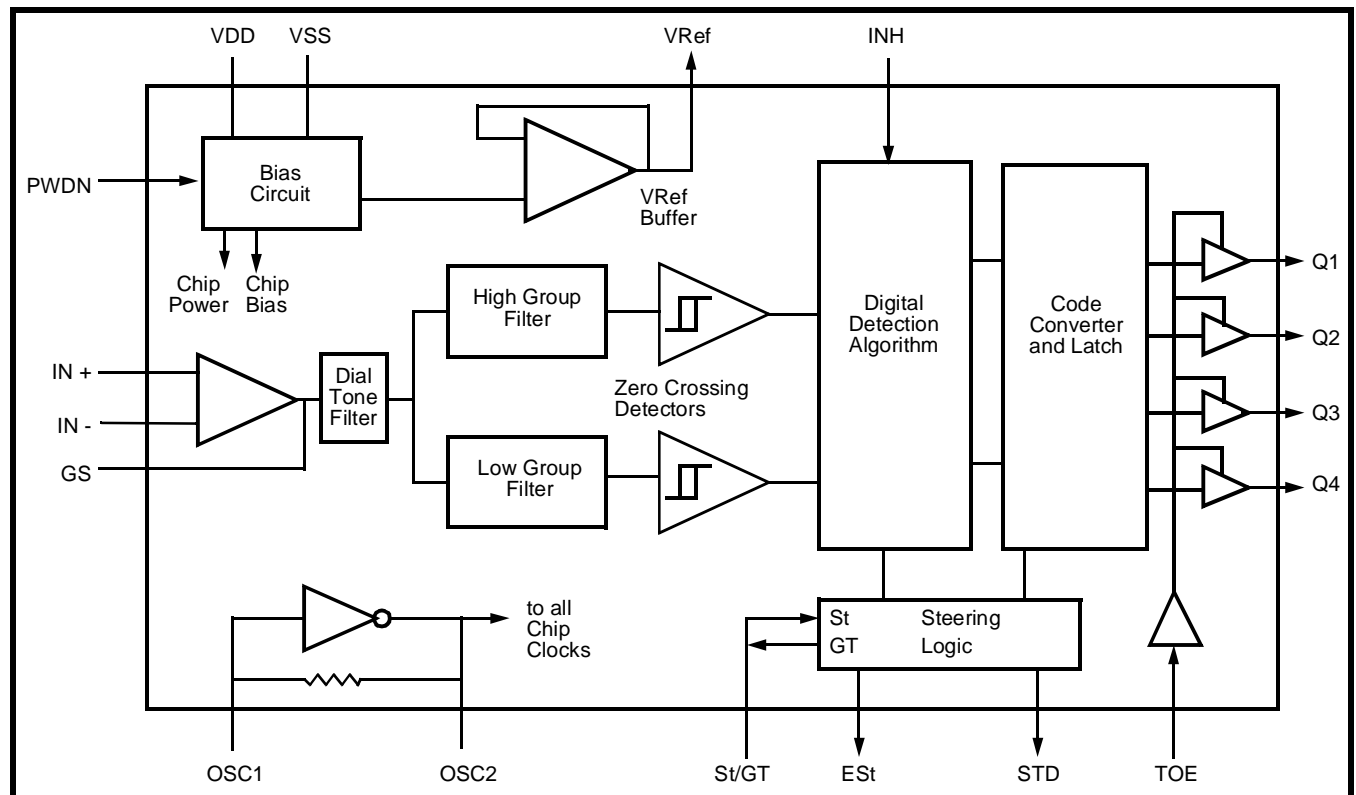 VDD
VSS
VRef
INH
PWDN
Bias
Circuit
VRef
Buffer
Chip
Power
Chip
Bias
High Group
Filter
Digital
Detection
Algorithm
Code
Converter
and Latch
Q1
Q2
Q3
Q4
IN +
IN -
GS
Dial
Tone
Filter
Zero Crossing
Detectors
Low Group
Filter
to all
Chip
Clocks
St
GT
Steering
Logic
OSC1
OSC2
St/GT
ESt
STD
TOE